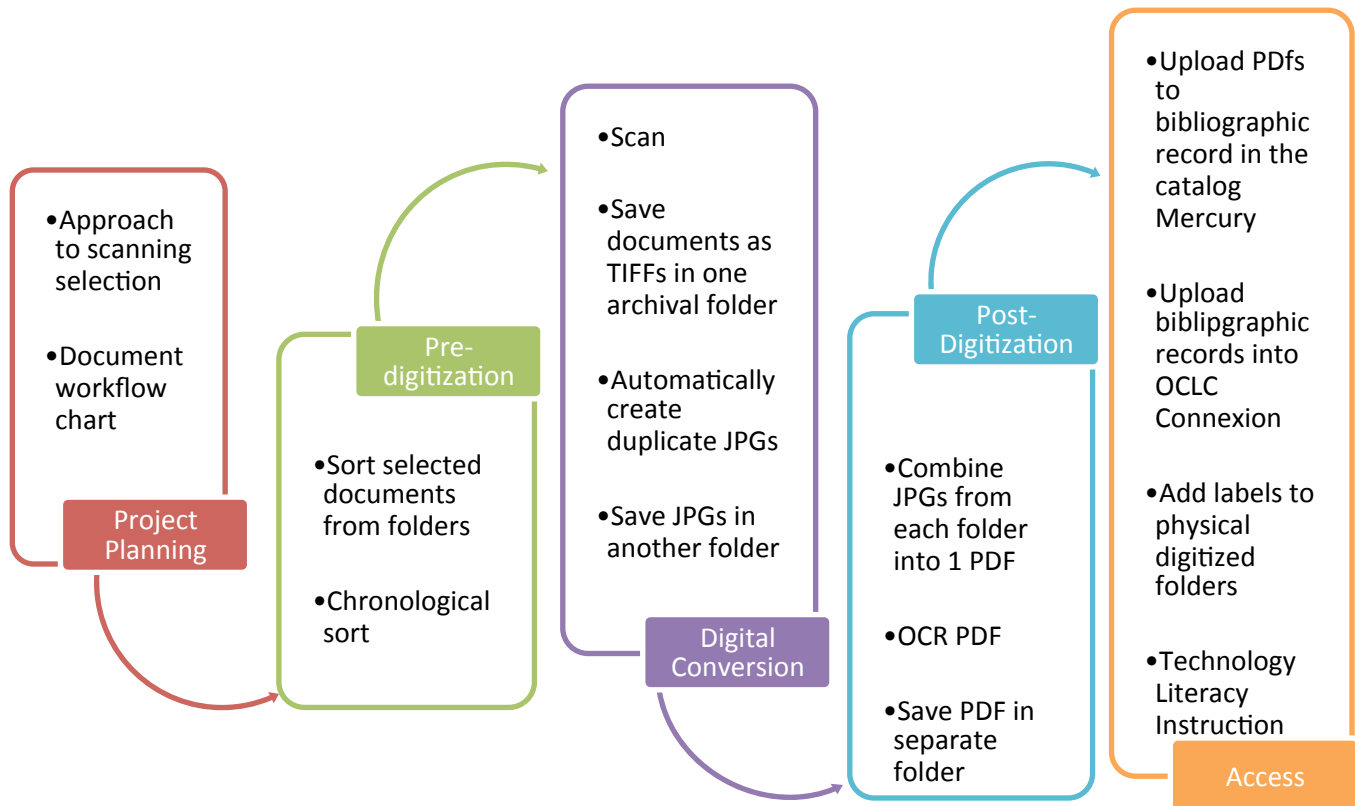 •Approach
to scanning
selection
•Document
workflow
chart
Project
Planning
Pre-
digitization
•Sort selected
documents
from folders
•Chronological
sort
•Scan
•Save
documents as
TIFFs in one
archival folder
•Automatically
create
duplicate JPGs
•Save JPGs in
another folder
Digital
Conversion
Post-
Digitization
•Combine
JPGs from
each folder
into 1 PDF
•OCR PDF
•Save PDF in
separate
folder
•Upload PDfs
to
bibliographic
record in the
catalog
Mercury
•Upload
biblipgraphic
records into
OCLC
Connexion
•Add labels to
physical
digitized
folders
•Technology
Literacy
Instruction
Access